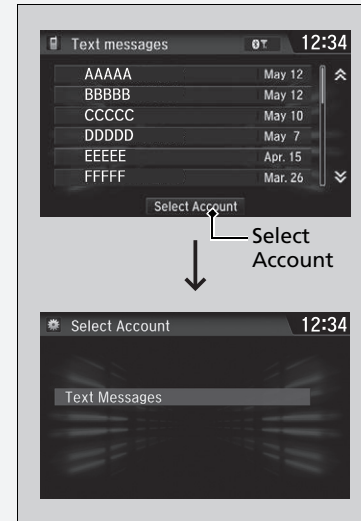 Text messages 12:34
AAAAA May 12
BBBBB May 12
CCCCC May 10
DDDDD May 7
EEEEE Apr. 15
FFFFF Mar. 26
Select Account
Select
Account
Select Account 12:34
Text Messages